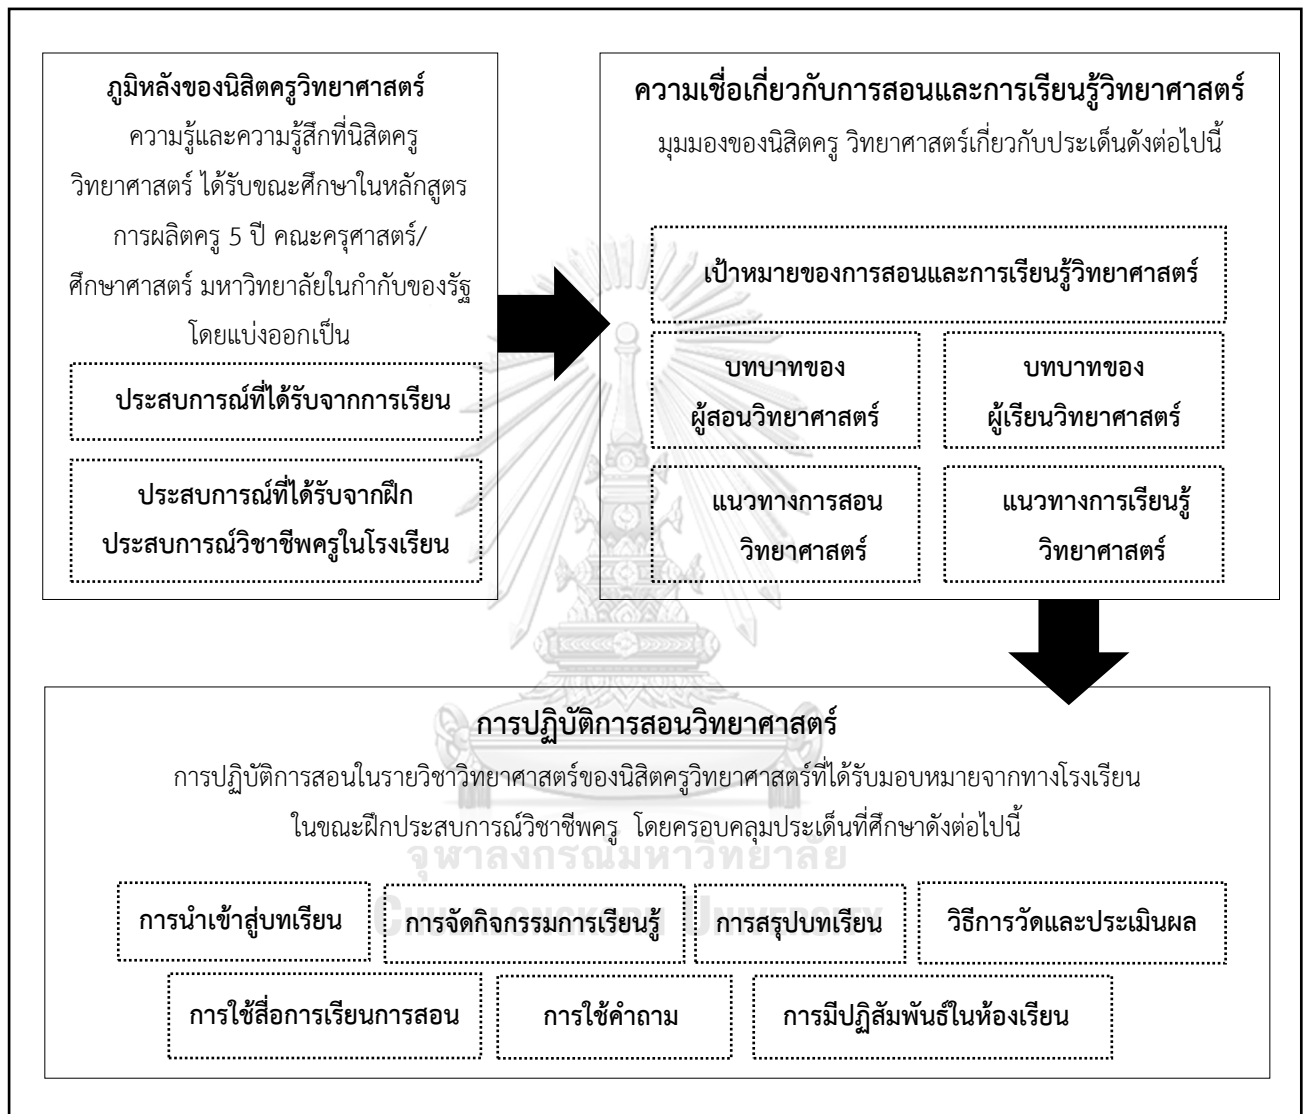 ภูมิหลังของนิสิตครูวิทยาศาสตร์
ความรู้และความรู้สึกที่นิสิตครู
วิทยาศาสตร์ ได้รับขณะศึกษาในหลักสูตร
การผลิตครู 5 ปี คณะครุศาสตร์/
ศึกษาศาสตร์ มหาวิทยาลัยในกำกับของรัฐ
โดยแบ่งออกเป็น
ประสบการณ์ที่ได้รับจากการเรียน
ประสบการณ์ที่ได้รับจากฝึก
ประสบการณ์วิชาชีพครูในโรงเรียน
ความเชื่อเกี่ยวกับการสอนและการเรียนรู้วิทยาศาสตร์
มุมมองของนิสิตครู วิทยาศาสตร์เกี่ยวกับประเด็นดังต่อไปนี้
เป้าหมายของการสอนและการเรียนรู้วิทยาศาสตร์
บทบาทของ
ผู้สอนวิทยาศาสตร์
บทบาทของ
ผู้เรียนวิทยาศาสตร์
แนวทางการสอน
วิทยาศาสตร์
แนวทางการเรียนรู้
วิทยาศาสตร์
การปฏิบัติการสอนวิทยาศาสตร์
การปฏิบัติการสอนในรายวิชาวิทยาศาสตร์ของนิสิตครูวิทยาศาสตร์ที่ได้รับมอบหมายจากทางโรงเรียน
ในขณะฝึกประสบการณ์วิชาชีพครู โดยครอบคลุมประเด็นที่ศึกษาดังต่อไปนี้
จุฬาลงกรณ์มหาวิทยาลัย
CHULALONGKORN UNIVERSITY
การนำเข้าสู่บทเรียน
การจัดกิจกรรมการเรียนรู้
การสรุปบทเรียน
วิธีการวัดและประเมินผล
การใช้สื่อการเรียนการสอน
การใช้คำถาม
การมีปฏิสัมพันธ์ในห้องเรียน